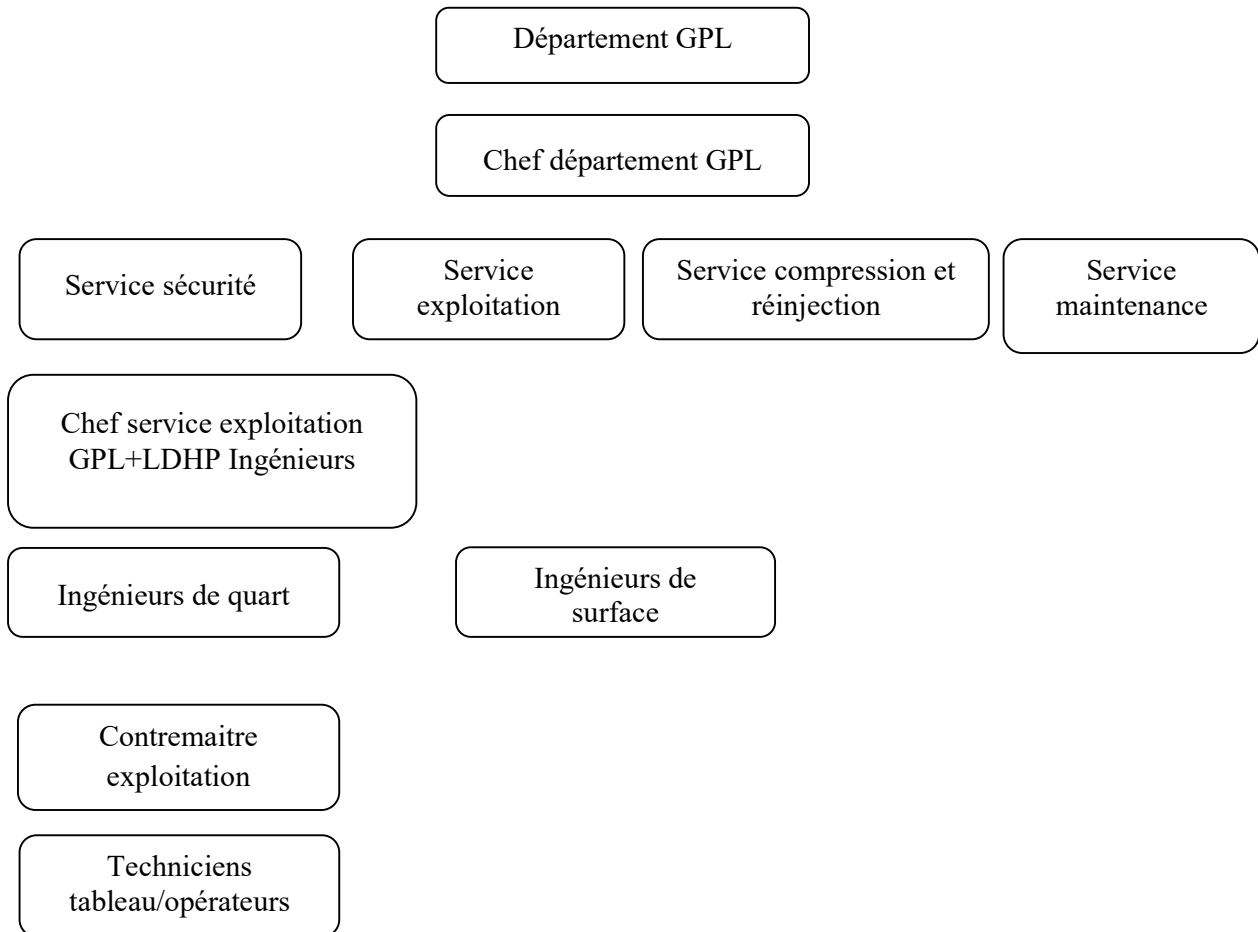 Département GPL
Chef département GPL
Service sécurité
Service
exploitation
Service compression et
réinjection
Service
maintenance
Chef service exploitation
GPL+LDHP Ingénieurs
Ingénieurs de quart
Ingénieurs de
surface
Contremaitre
exploitation
Techniciens
tableau/opérateurs